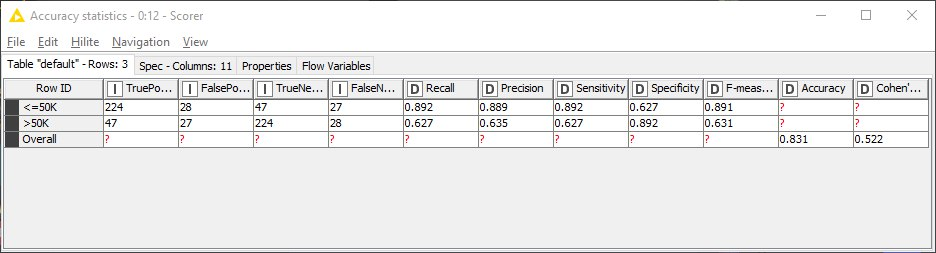 Accuracy statistics - 0:12 - Scorer
File Edit Hilite Navigation View
Table "default" - Rows: 3 Spec - Columns: 11 Properties Flow Variables
Row ID I TruePo... I FalsePo... I TrueNe... I FalseN... D Recall D Precision D Sensitivity D Specificity D F-meas... D Accuracy D Cohen'...
<=50K 224 28 47 27 0.892 0.889 0.892 0.627 0.891 ? ?
>50K 47 27 224 28 0.627 0.635 0.627 0.892 0.631 ? ?
Overall ? ? ? ? ? ? ? ? ? 0.831 0.522